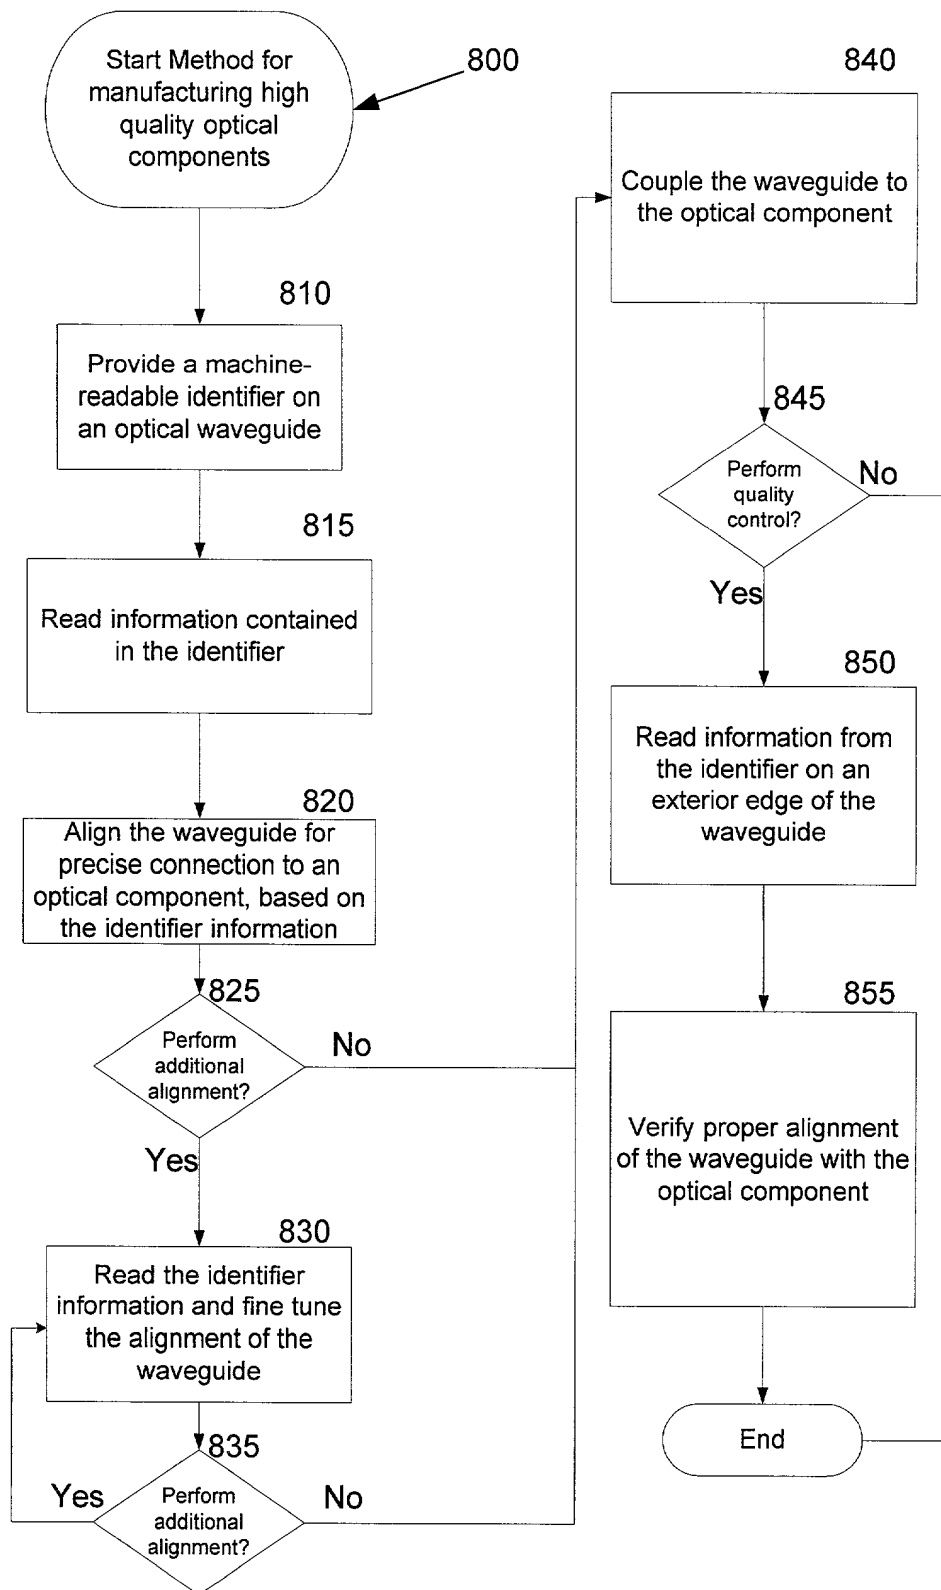 Start Method for
manufacturing high
quality optical
components
800
810
Provide a machine-
readable identifier on
an optical waveguide
815
Read information contained
in the identifier
820
Align the waveguide for
precise connection to an
optical component, based on
the identifier information
825
Perform
additional
alignment?
No
Yes
830
Read the identifier
information and fine tune
the alignment of the
waveguide
835
Perform
additional
alignment?
Yes
No
840
Couple the waveguide to
the optical component
845
Perform
quality
control?
No
Yes
850
Read information from
the identifier on an
exterior edge of the
waveguide
855
Verify proper alignment
of the waveguide with the
optical component
End